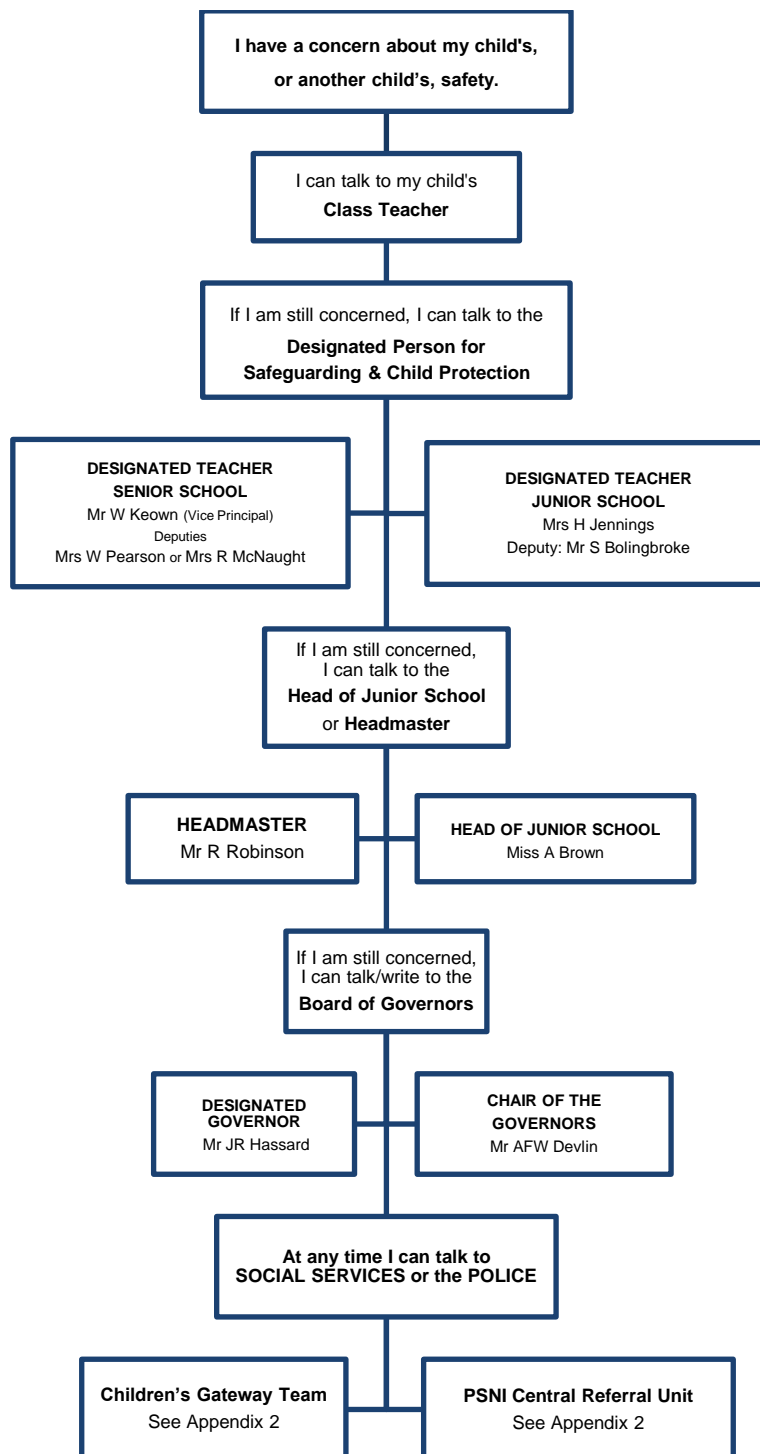 I have a concern about my child's,
or another child’s, safety.
I can talk to my child's
Class Teacher
If I am still concerned, I can talk to the
Designated Person for
Safeguarding & Child Protection
DESIGNATED TEACHER
SENIOR SCHOOL
Mr W Keown (Vice Principal)
Deputies
Mrs W Pearson or Mrs R McNaught
DESIGNATED TEACHER
JUNIOR SCHOOL
Mrs H Jennings
Deputy: Mr S Bolingbroke
If I am still concerned,
I can talk to the
Head of Junior School
or Headmaster
HEADMASTER
Mr R Robinson
HEAD OF JUNIOR SCHOOL
Miss A Brown
If I am still concerned,
I can talk/write to the
Board of Governors
DESIGNATED
GOVERNOR
Mr JR Hassard
CHAIR OF THE
GOVERNORS
Mr AFW Devlin
At any time I can talk to
SOCIAL SERVICES or the POLICE
Children’s Gateway Team
See Appendix 2
PSNI Central Referral Unit
See Appendix 2